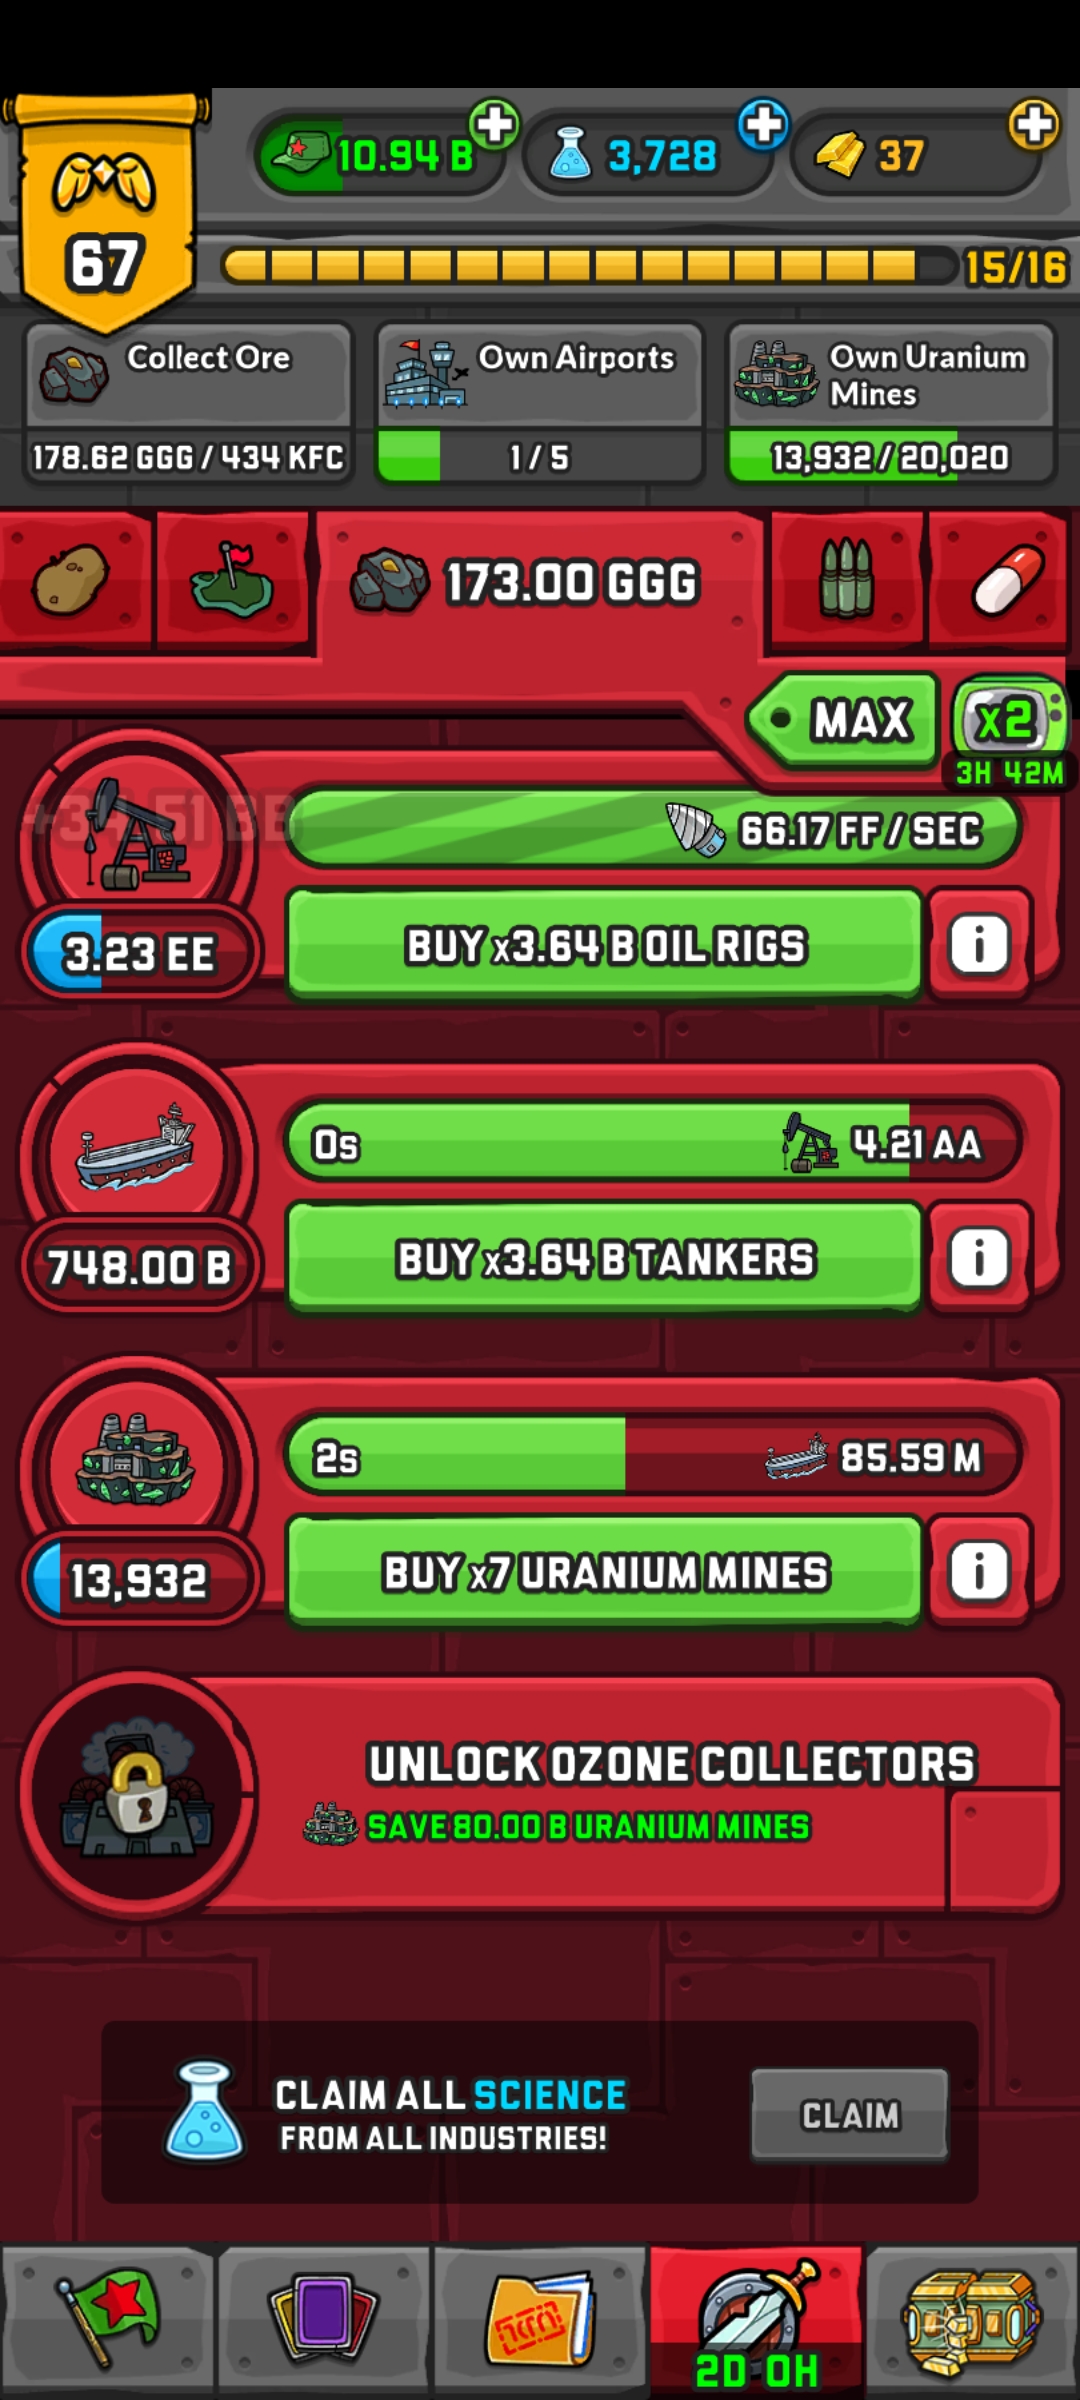 10.94 B
3,728
37
67
15/16
Collect Ore
178.62 GGG / 434 KFC
Own Airports
1 / 5
Own Uranium
Mines
13,932 / 20,020
173.00 GGG
MAX
x2
3H 42M
66.17 FF / SEC
3.23 EE
BUY x3.64 B OIL RIGS
i
0s
4.21 AA
748.00 B
BUY x3.64 B TANKERS
i
2s
85.59 M
13,932
BUY x7 URANIUM MINES
i
UNLOCK OZONE COLLECTORS
SAVE 80.00 B URANIUM MINES
CLAIM ALL SCIENCE
FROM ALL INDUSTRIES!
CLAIM
2D 0H